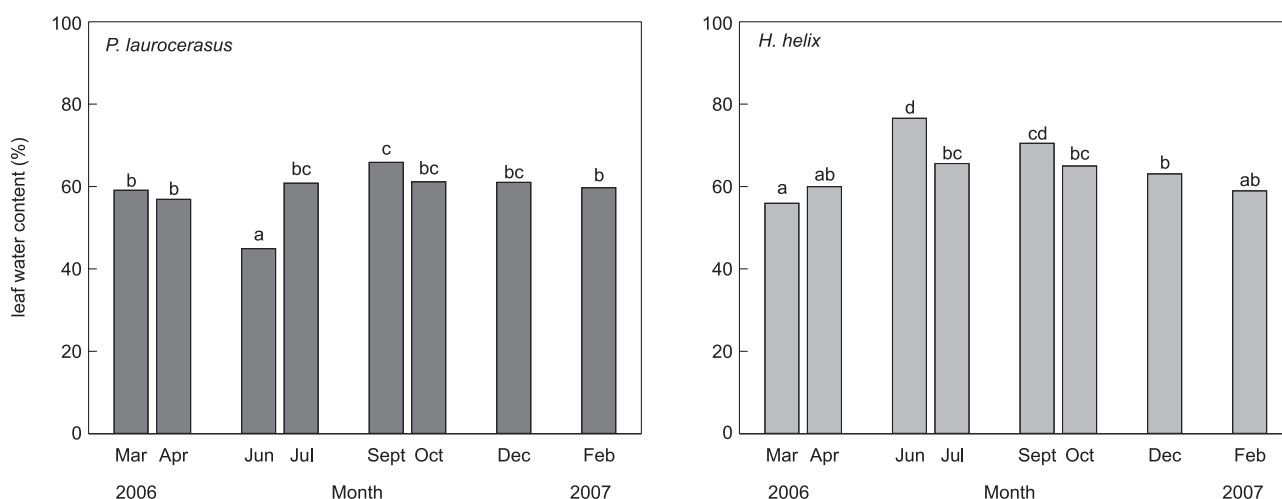 100
80
60
40
20
0
leaf water content (%)
P. laurocerasus
b
b
a
bc
c
bc
bc
b
Mar Apr Jun Jul Sept Oct Dec Feb
2006 Month 2007
100
80
60
40
20
0
H. helix
a
ab
d
bc
cd
bc
b
ab
Mar Apr Jun Jul Sept Oct Dec Feb
2006 Month 2007